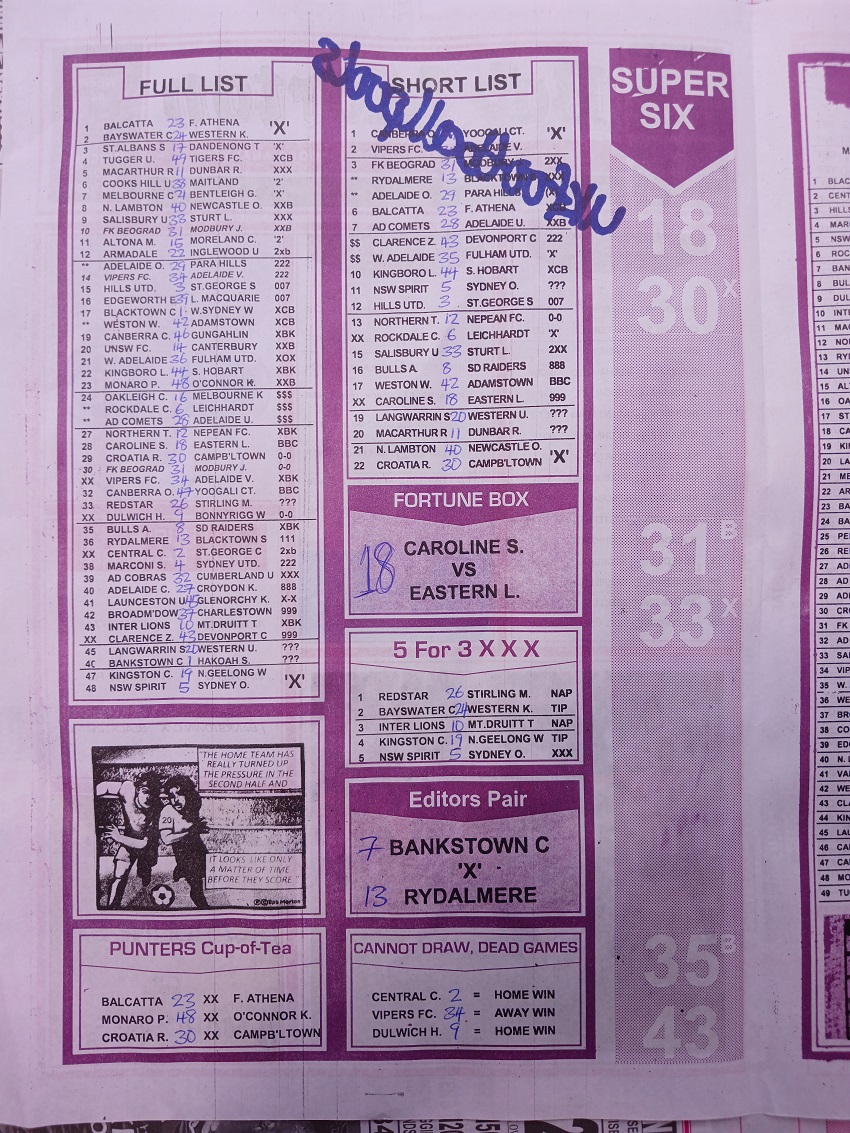 FULL LIST
1 BALCATTA 23 F. ATHENA 'X'
2 BAYSWATER C 24 WESTERN K.
3 ST.ALBANS S 17 DANDENONG T 'X'
4 TUGGER U. 49 TIGERS FC. XCB
5 MACARTHUR R 11 DUNBAR R. XXX
6 COOKS HILL U 38 MAITLAND '2'
7 MELBOURNE C 21 BENTLEIGH G. 'X'
8 N. LAMBTON 40 NEWCASTLE O. XXB
9 SALISBURY U 33 STURT L. XXX
10 FK BEOGRAD 31 MODBURY J. XXB
11 ALTONA M. 15 MORELAND C. '2'
12 ARMADALE 22 INGLEWOOD U 2xb
** ADELAIDE O. 29 PARA HILLS 222
14 VIPERS FC. 34 ADELAIDE V. 222
15 HILLS UTD. 3 ST.GEORGE S 007
16 EDGEWORTH E 39 L. MACQUARIE 007
17 BLACKTOWN C 1 W.SYDNEY W XCB
** WESTON W. 42 ADAMSTOWN XCB
19 CANBERRA C. 46 GUNGAHLIN XBK
20 UNSW FC. 14 CANTERBURY XXB
21 W. ADELAIDE 36 FULHAM UTD. XOX
22 KINGBORO L. 44 S. HOBART XBK
23 MONARO P. 48 O'CONNOR K. XXB
24 OAKLEIGH C. 16 MELBOURNE K $$$
** ROCKDALE C. 6 LEICHHARDT $$$
** AD COMETS 28 ADELAIDE U. $$$
27 NORTHERN T. 12 NEPEAN FC. XBK
28 CAROLINE S. 18 EASTERN L. BBC
29 CROATIA R. 30 CAMPB'LTOWN 0-0
30 FK BEOGRAD 31 MODBURY J. 0-0
XX VIPERS FC. 34 ADELAIDE V. XBK
32 CANBERRA O. 47 YOOGALI CT. BBC
33 REDSTAR 26 STIRLING M. ???
XX DULWICH H. 9 BONNYRIGG W 0-0
35 BULLS A. 8 SD RAIDERS XBK
36 RYDALMERE 13 BLACKTOWN S 111
XX CENTRAL C. 2 ST.GEORGE C 2xb
38 MARCONI S. 4 SYDNEY UTD. 222
39 AD COBRAS 32 CUMBERLAND U XXX
40 ADELAIDE C. 27 CROYDON K. 888
41 LAUNCESTON U 45 GLENORCHY K. X-X
42 BROADM'DOW 37 CHARLESTOWN 999
43 INTER LIONS 10 MT.DRUITT T XBK
XX CLARENCE Z. 43 DEVONPORT C 999
45 LANGWARRIN S 20 WESTERN U. ???
BANKSTOWN C HAKOAH S. ???
47 KINGSTON C. 19 N.GEELONG W 'X'
48 NSW SPIRIT 5 SYDNEY O.
"THE HOME TEAM HAS
REALLY TURNED UP
THE PRESSURE IN THE
SECOND HALF AND
20
IT LOOKS LIKE ONLY
A MATTER OF TIME
BEFORE THEY SCORE."
PUNTERS Cup-of-Tea
BALCATTA 23 XX F. ATHENA
MONARO P. 48 XX O'CONNOR K.
CROATIA R. 30 XX CAMPB'LTOWN
SHORT LIST
1 CANBERRA O. YOOGALI CT. 'X'
2 VIPERS FC. ADELAIDE V.
3 FK BEOGRAD 31 MODBURY J. 2XX
** RYDALMERE 13 BLACKTOWN S XXX
** ADELAIDE O. 29 PARA HILLS
6 BALCATTA 23 F. ATHENA XCB
7 AD COMETS 28 ADELAIDE U. XXB
$$ CLARENCE Z. 43 DEVONPORT C 222
$$ W. ADELAIDE 35 FULHAM UTD. 'X'
10 KINGBORO L. 44 S. HOBART XCB
11 NSW SPIRIT 5 SYDNEY O. ???
12 HILLS UTD. 3 ST.GEORGE S 007
13 NORTHERN T. 12 NEPEAN FC. 0-0
XX ROCKDALE C. 6 LEICHHARDT 'X'
15 SALISBURY U 33 STURT L. 2XX
16 BULLS A. 8 SD RAIDERS 888
17 WESTON W. 42 ADAMSTOWN BBC
XX CAROLINE S. 18 EASTERN L. 999
19 LANGWARRIN S 20 WESTERN U. ???
20 MACARTHUR R 11 DUNBAR R. ???
21 N. LAMBTON 40 NEWCASTLE O. 'X'
22 CROATIA R. 30 CAMPB'LTOWN
FORTUNE BOX
18 CAROLINE S.
VS
EASTERN L.
5 For 3 X X X
1 REDSTAR 26 STIRLING M. NAP
2 BAYSWATER C 24 WESTERN K. TIP
3 INTER LIONS 10 MT.DRUITT T NAP
4 KINGSTON C. 19 N.GEELONG W TIP
5 NSW SPIRIT 5 SYDNEY O. XXX
Editors Pair
7 BANKSTOWN C
'X'
13 RYDALMERE
CANNOT DRAW, DEAD GAMES
CENTRAL C. 2 = HOME WIN
VIPERS FC. 34 = AWAY WIN
DULWICH H. 9 = HOME WIN
SUPER
SIX
18
30X
31B
33X
35B
43